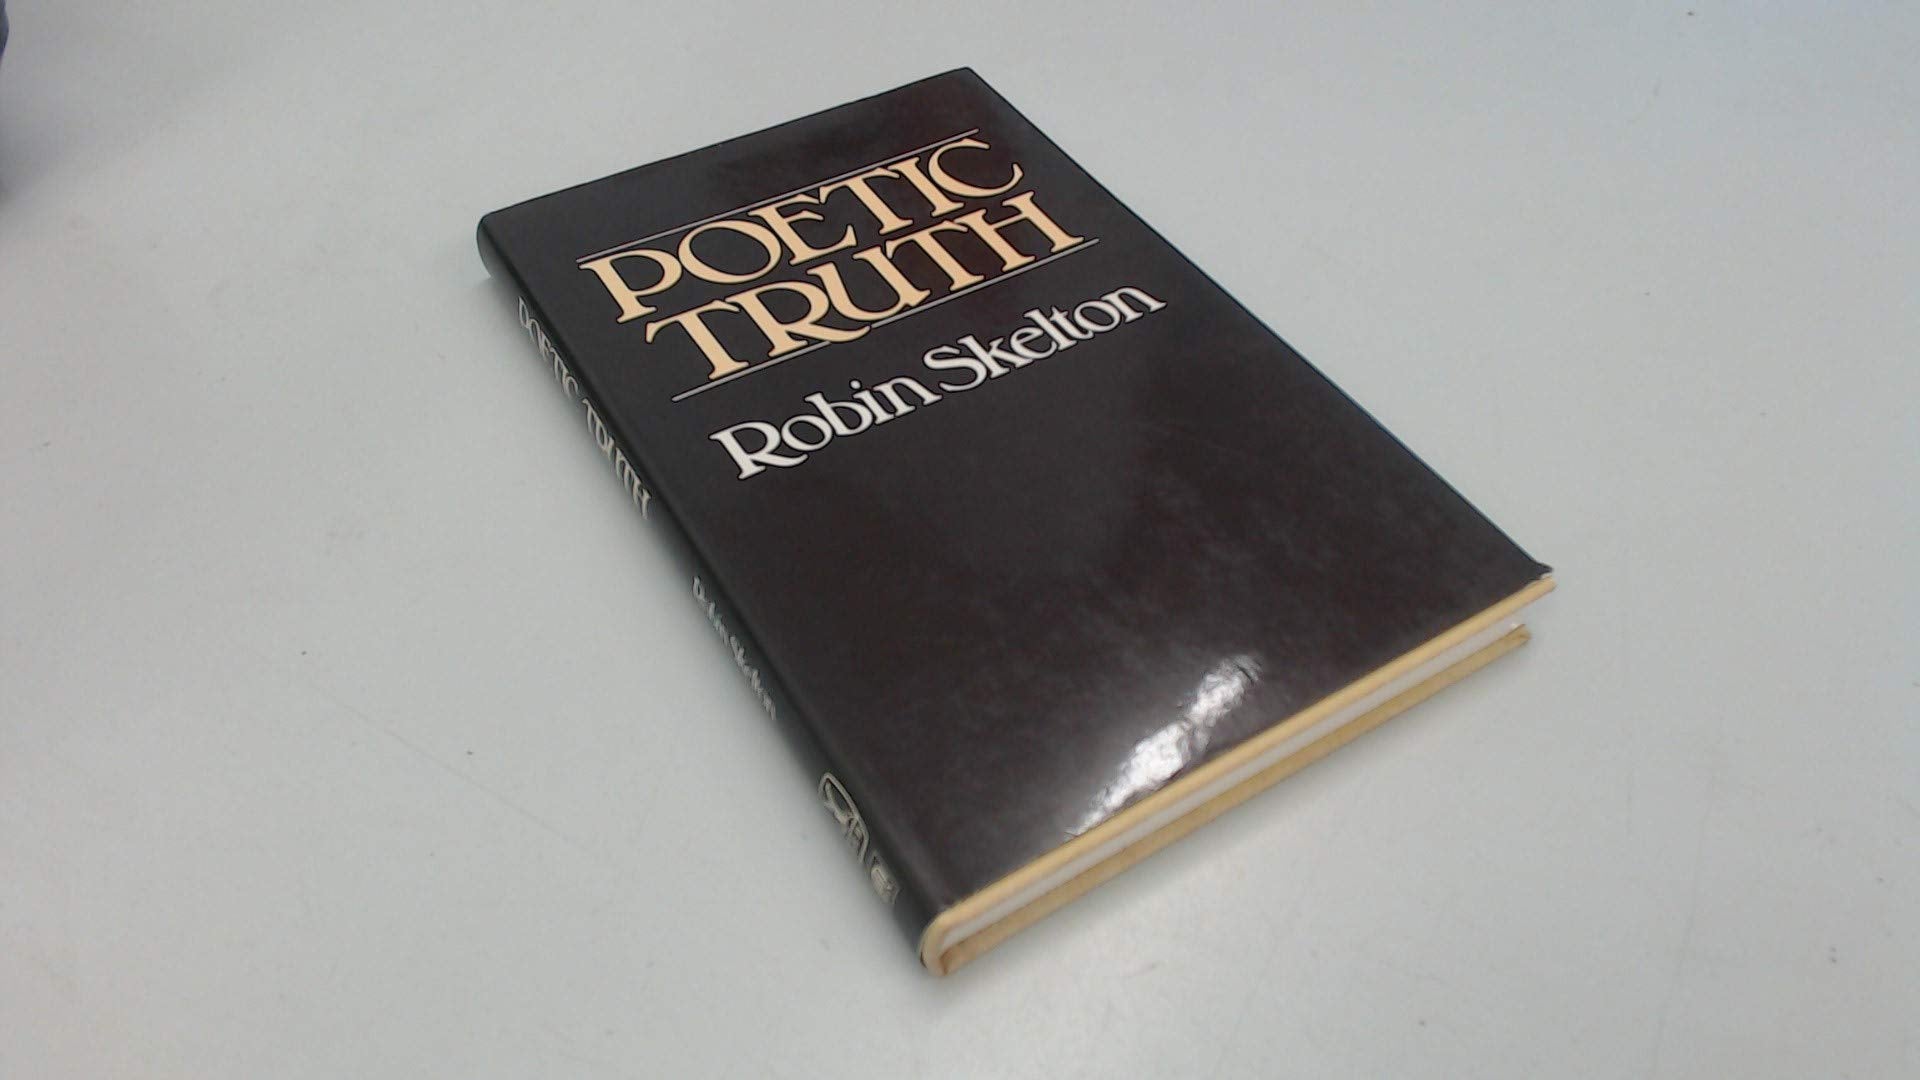 POETIC
TRUTH
Robin Skelton
POETIC TRUTH
Robin Skelton